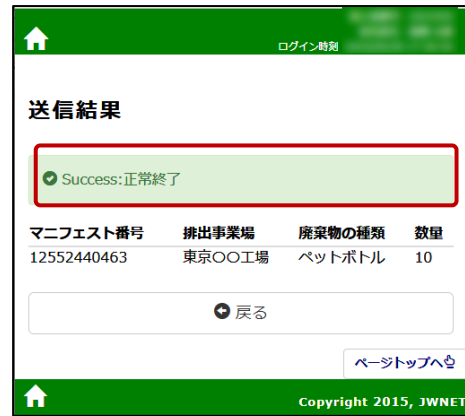 ログイン時刻
送信結果
Success:正常終了
マニフェスト番号 排出事業場 廃棄物の種類 数量
12552440463 東京〇〇工場 ペットボトル 10
戻る
ページトップへ
Copyright 2015, JWNET